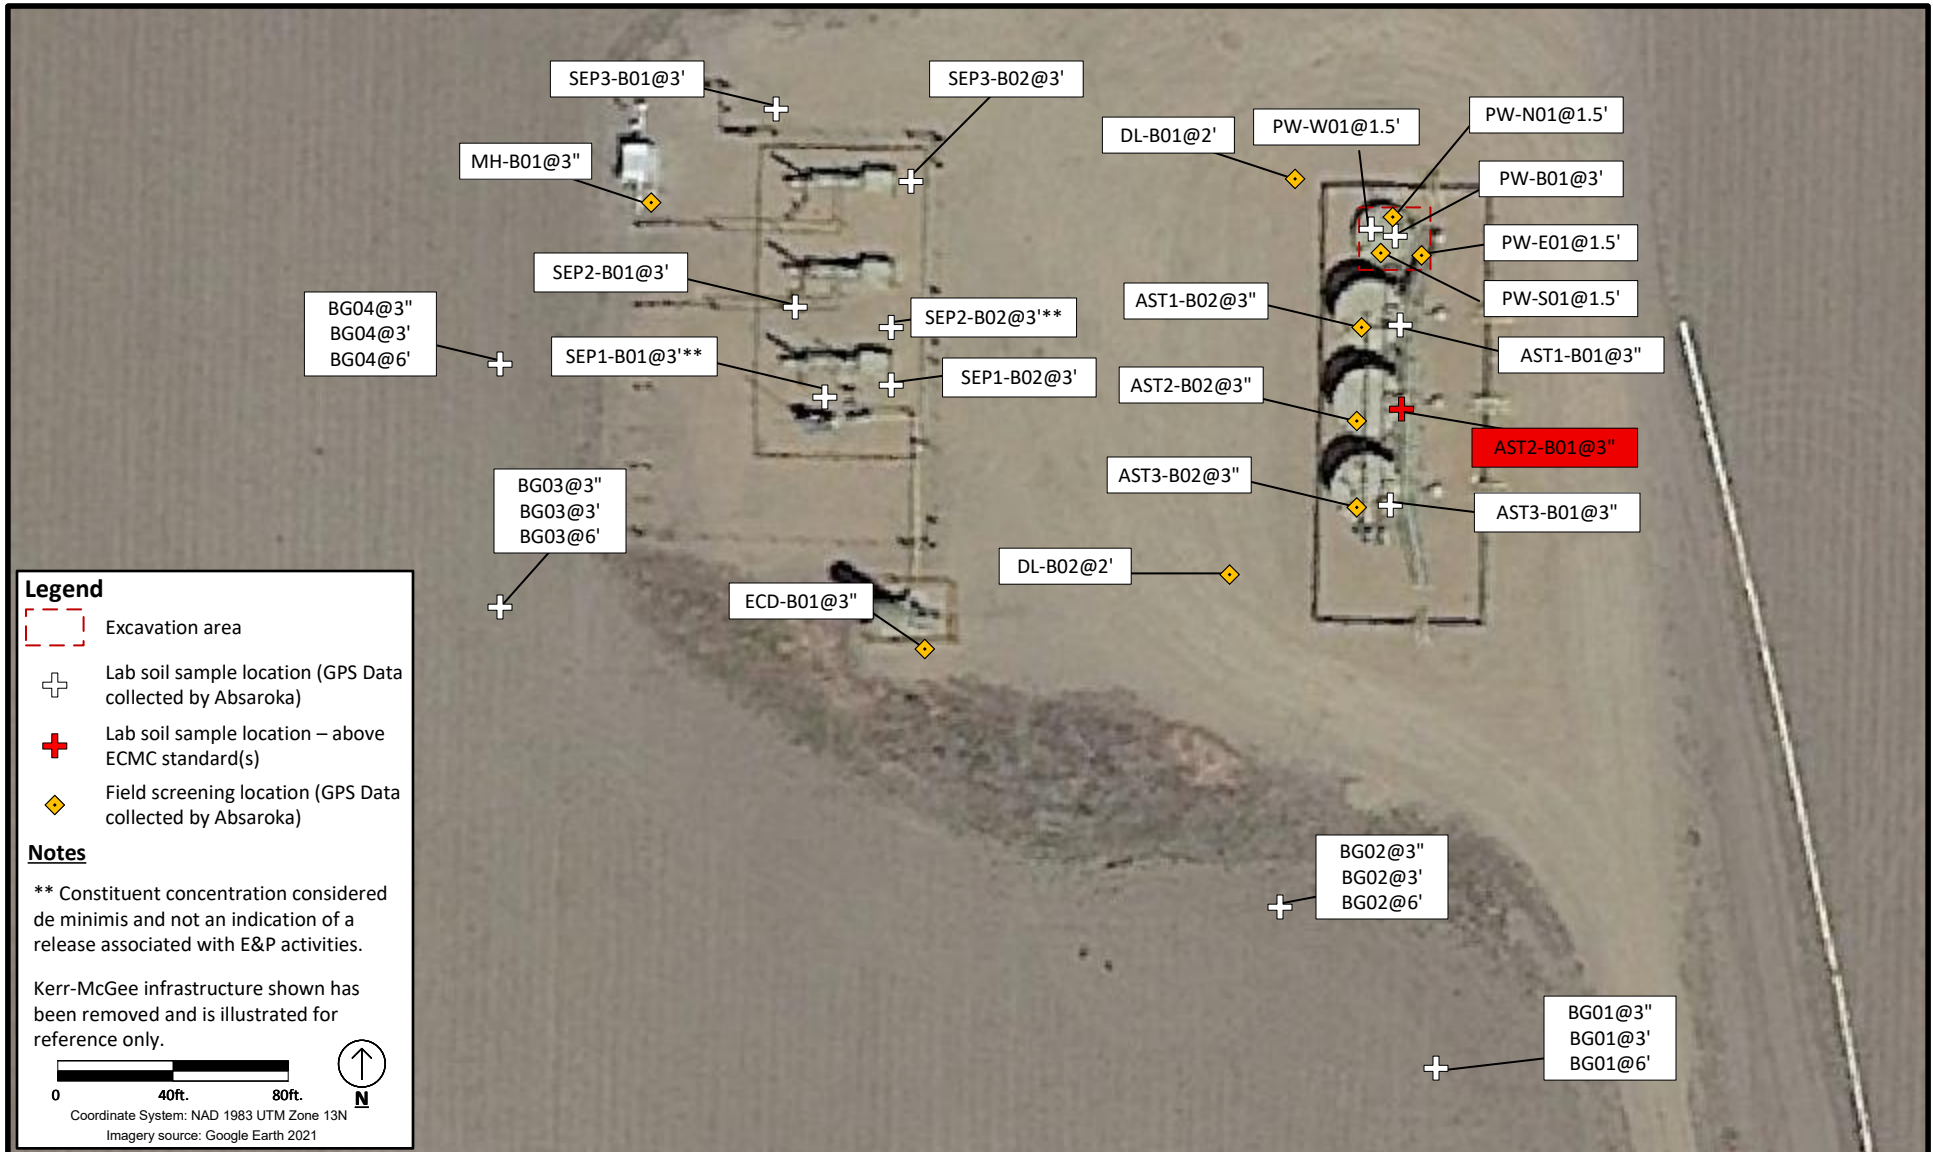 SEP3-B01@3'
SEP3-B02@3'
MH-B01@3"
DL-B01@2'
PW-W01@1.5'
PW-N01@1.5'
PW-B01@3'
PW-E01@1.5'
PW-S01@1.5'
SEP2-B01@3'
SEP2-B02@3'**
SEP1-B01@3'**
SEP1-B02@3'
BG04@3"
BG04@3'
BG04@6'
AST1-B02@3"
AST1-B01@3"
AST2-B02@3"
AST2-B01@3"
AST3-B02@3"
AST3-B01@3"
BG03@3"
BG03@3'
BG03@6'
DL-B02@2'
ECD-B01@3"
BG02@3"
BG02@3'
BG02@6'
BG01@3"
BG01@3'
BG01@6'
Legend
Excavation area
Lab soil sample location (GPS Data
collected by Absaroka)
Lab soil sample location – above
ECMC standard(s)
Field screening location (GPS Data
collected by Absaroka)
Notes
** Constituent concentration considered
de minimis and not an indication of a
release associated with E&P activities.
Kerr-McGee infrastructure shown has
been removed and is illustrated for
reference only.
0 40ft. 80ft.
N
Coordinate System: NAD 1983 UTM Zone 13N
Imagery source: Google Earth 2021